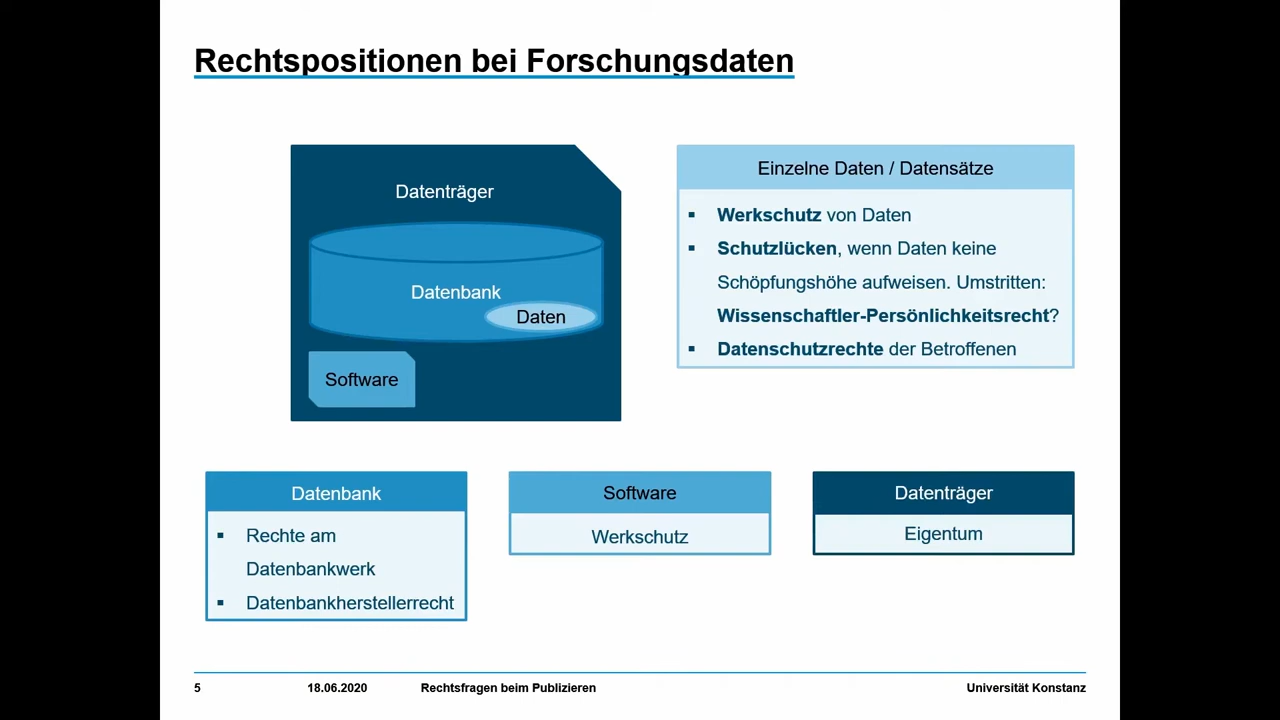 Rechtspositionen bei Forschungsdaten
Datenträger
Datenbank
Daten
Software
Einzelne Daten / Datensätze
▪ Werkschutz von Daten
▪ Schutzlücken, wenn Daten keine
Schöpfungshöhe aufweisen. Umstritten:
Wissenschaftler-Persönlichkeitsrecht?
▪ Datenschutzrechte der Betroffenen
Datenbank
▪ Rechte am
Datenbankwerk
▪ Datenbankherstellerrecht
Software
Werkschutz
Datenträger
Eigentum
5 18.06.2020 Rechtsfragen beim Publizieren Universität Konstanz